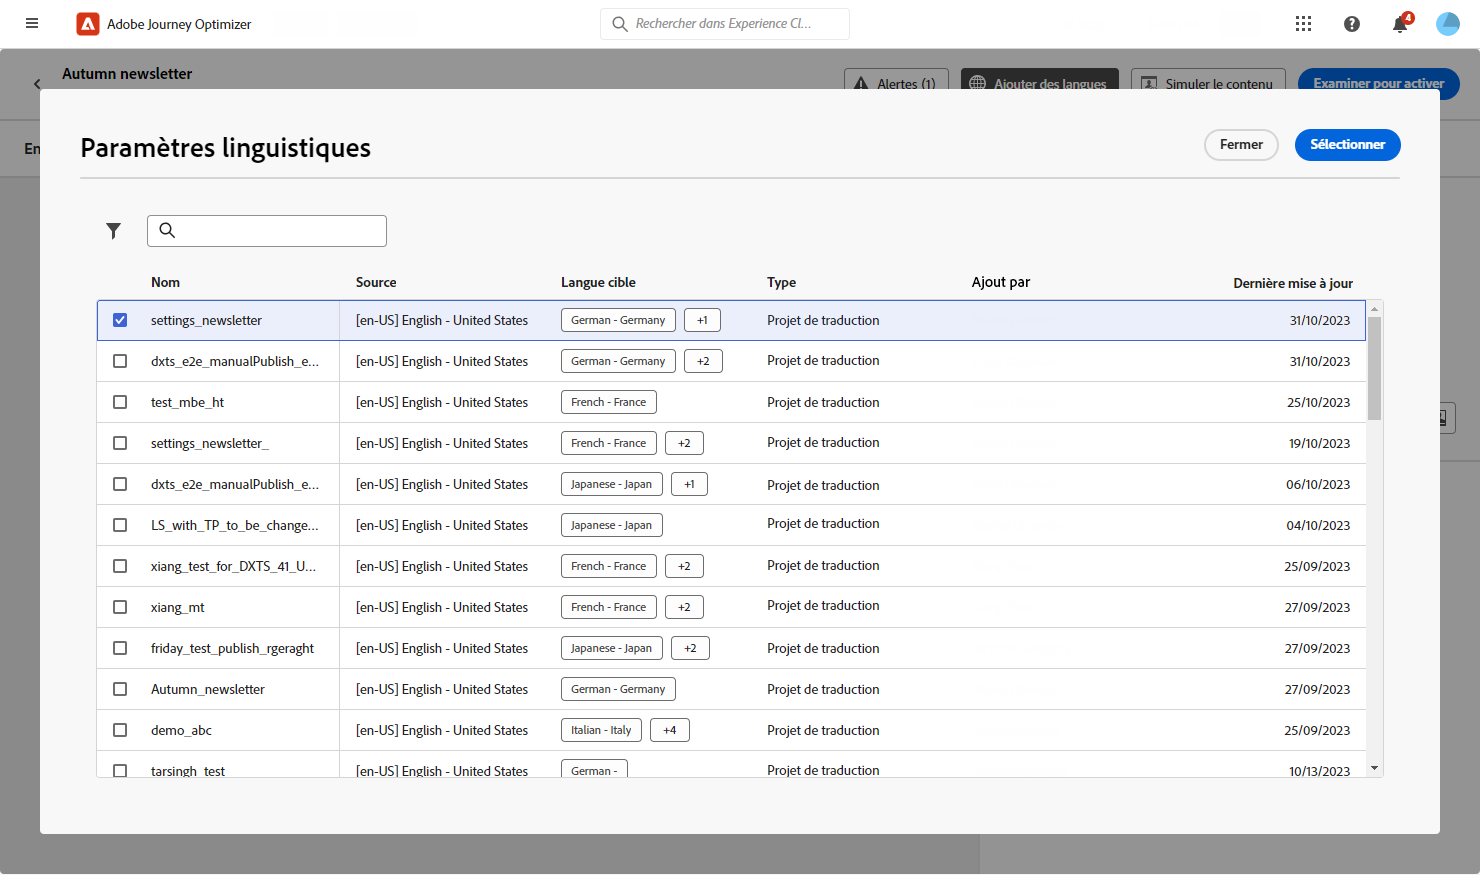 Adobe Journey Optimizer
Rechercher dans Experience Cl...
4
Autumn newsletter
Alertes (1)
Ajouter des langues
Simuler le contenu
Examiner pour activer
En
Paramètres linguistiques
Fermer
Sélectionner
Nom Source Langue cible Type Ajout par Dernière mise à jour
settings_newsletter [en-US] English - United States German - Germany +1 Projet de traduction 31/10/2023
dxts_e2e_manualPublish_e... [en-US] English - United States German - Germany +2 Projet de traduction 31/10/2023
test_mbe_ht [en-US] English - United States French - France Projet de traduction 25/10/2023
settings_newsletter_ [en-US] English - United States French - France +2 Projet de traduction 19/10/2023
dxts_e2e_manualPublish_e... [en-US] English - United States Japanese - Japan +1 Projet de traduction 06/10/2023
LS_with_TP_to_be_change... [en-US] English - United States Japanese - Japan Projet de traduction 04/10/2023
xiang_test_for_DXTS_41_U... [en-US] English - United States French - France +2 Projet de traduction 25/09/2023
xiang_mt [en-US] English - United States French - France +2 Projet de traduction 27/09/2023
friday_test_publish_rgeraght [en-US] English - United States Japanese - Japan +2 Projet de traduction 27/09/2023
Autumn_newsletter [en-US] English - United States German - Germany Projet de traduction 27/09/2023
demo_abc [en-US] English - United States Italian - Italy +4 Projet de traduction 25/09/2023
tarsingh_test [en-US] English - United States German - Projet de traduction 10/13/2023